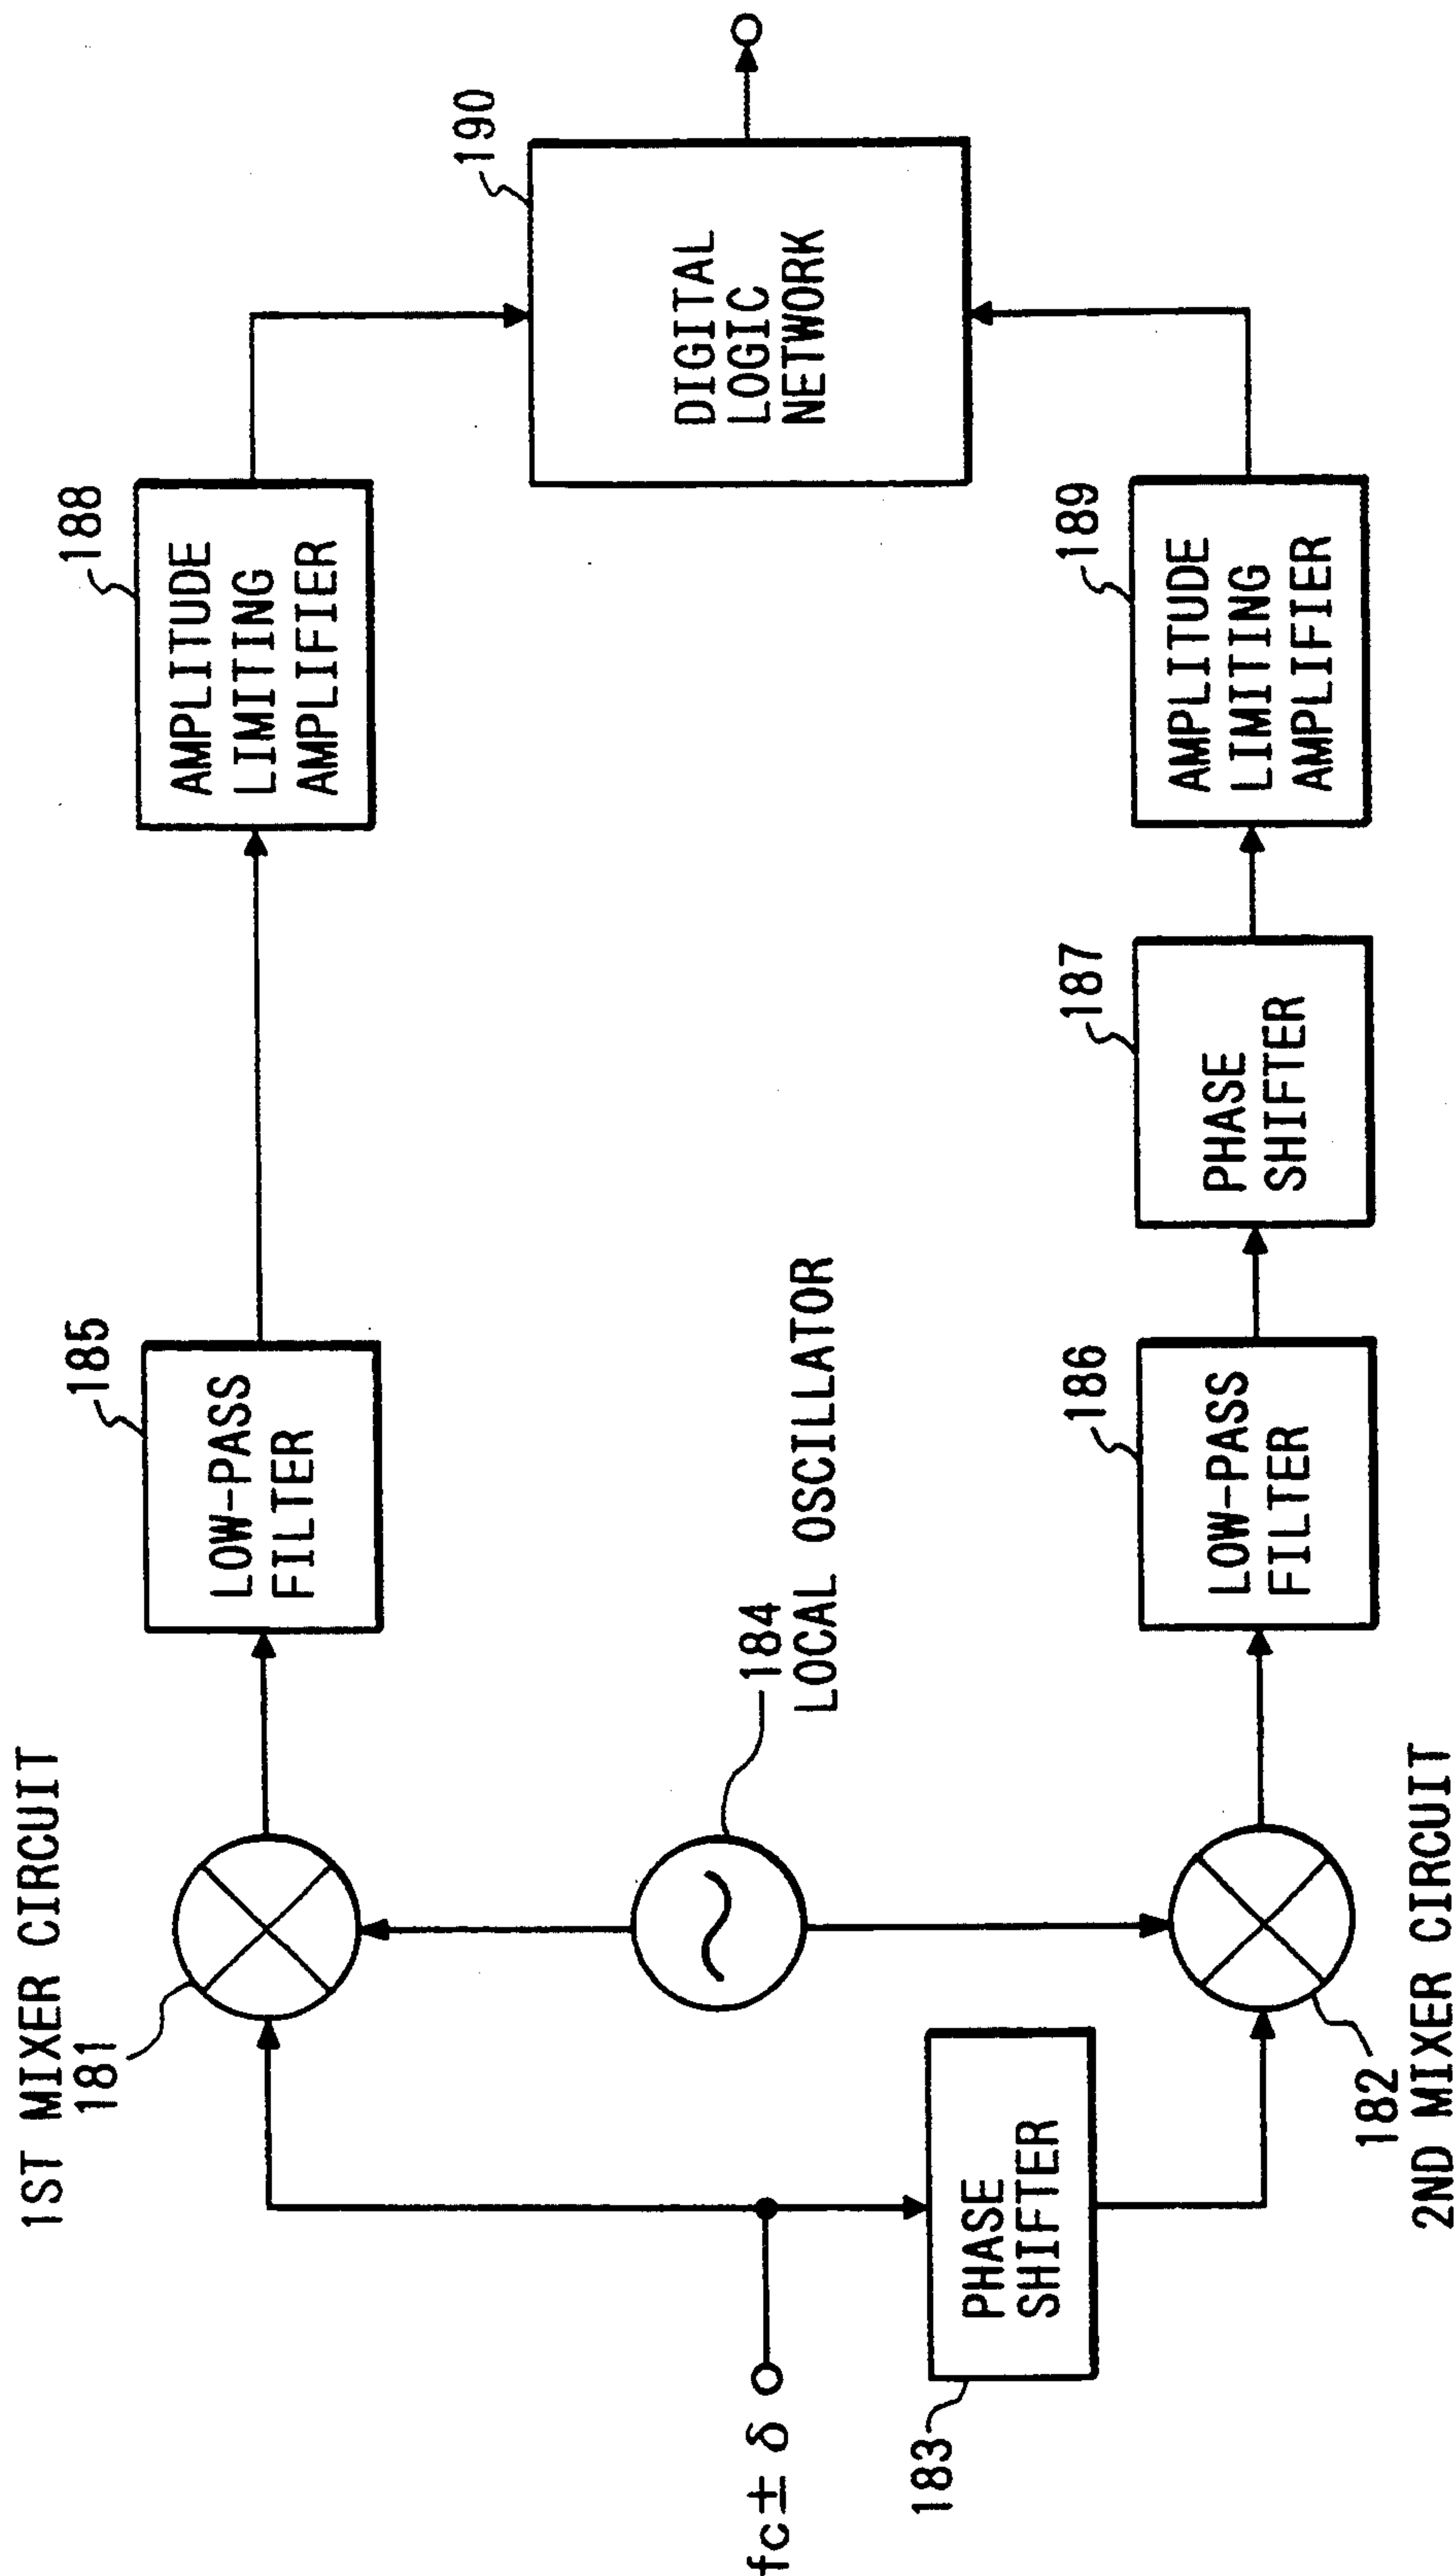 1ST MIXER CIRCUIT
181
185
LOW-PASS
FILTER
188
AMPLITUDE
LIMITING
AMPLIFIER
190
DIGITAL
LOGIC
NETWORK
184
LOCAL OSCILLATOR
fc± δ
183
PHASE
SHIFTER
182
2ND MIXER CIRCUIT
186
LOW-PASS
FILTER
187
PHASE
SHIFTER
189
AMPLITUDE
LIMITING
AMPLIFIER